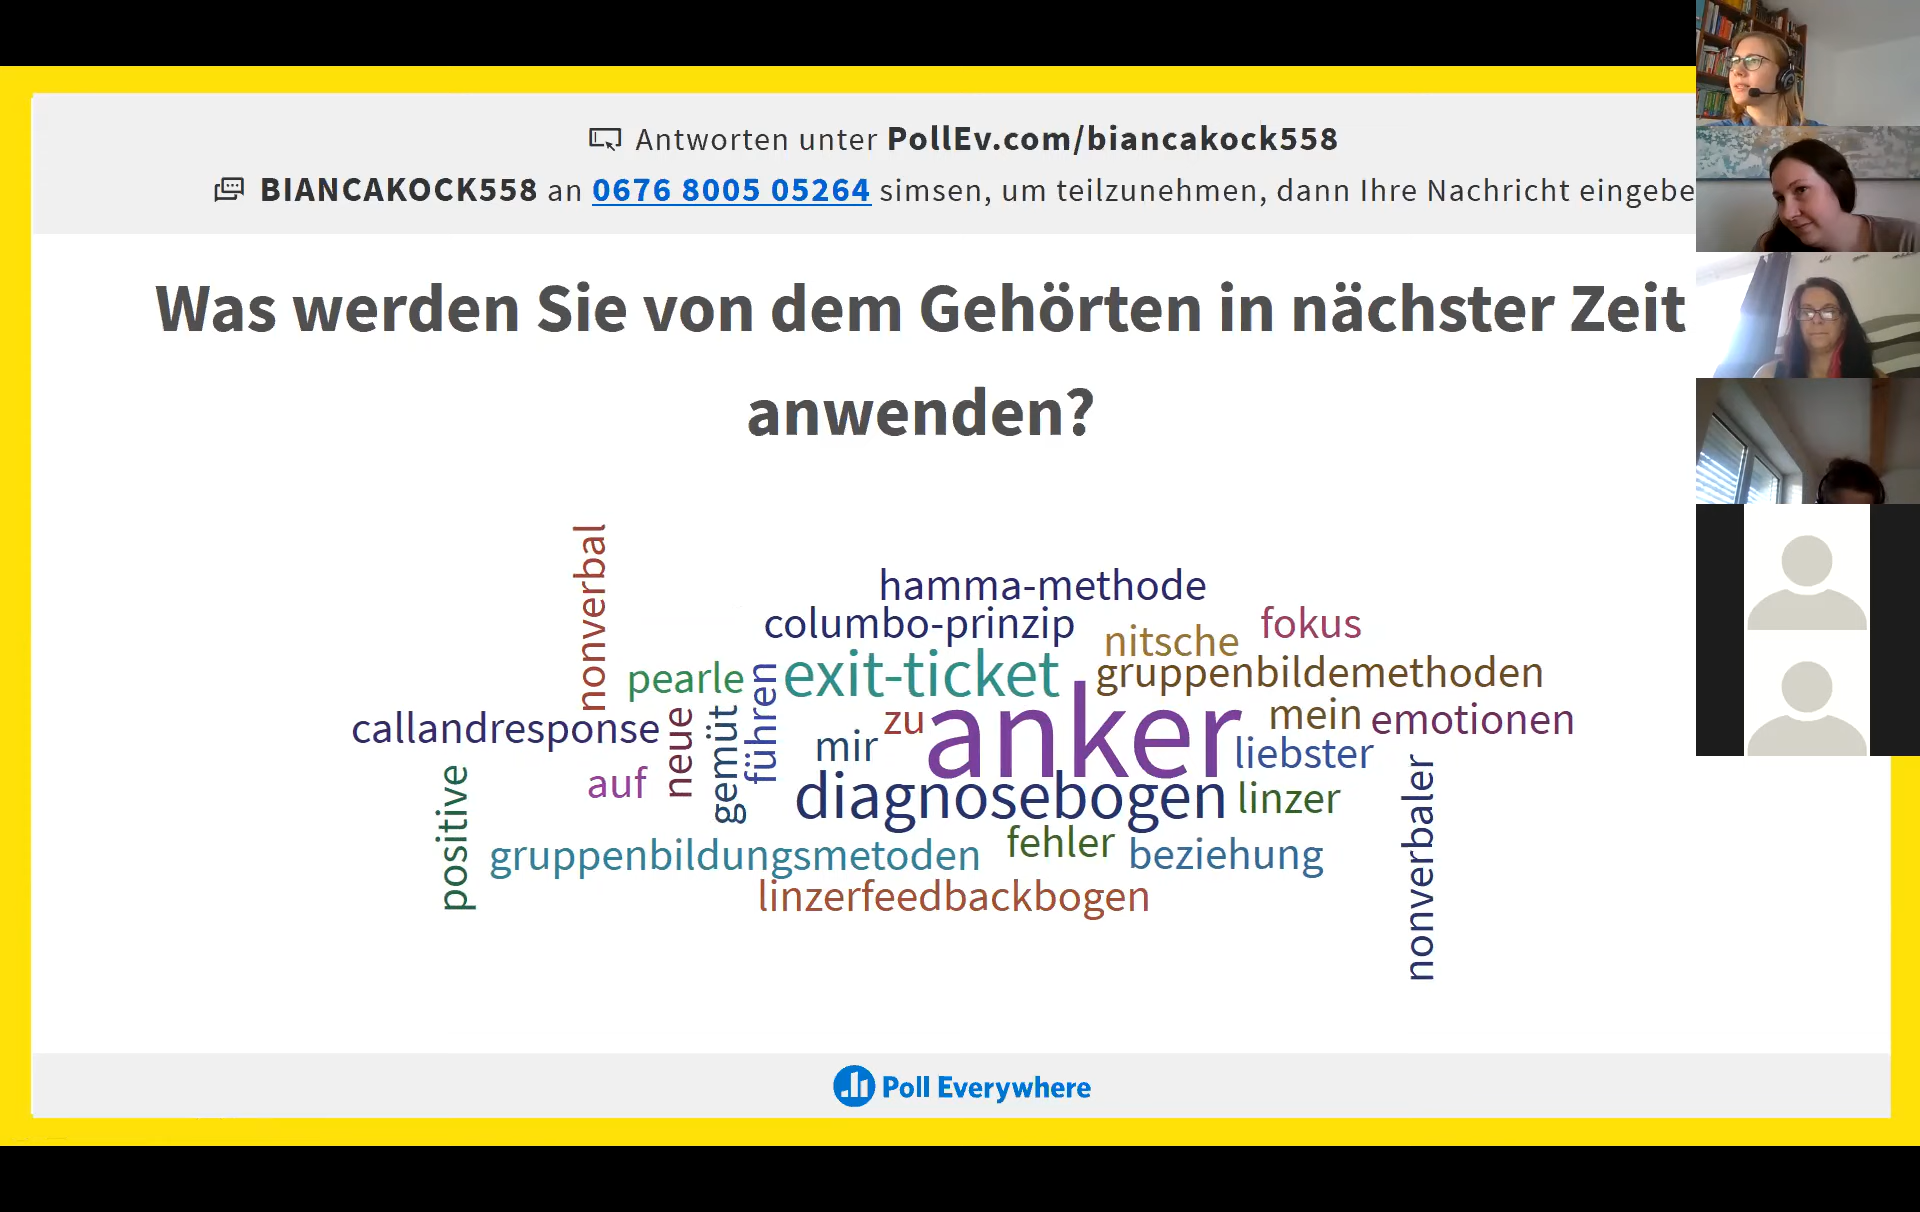 Antworten unter PollEv.com/biancakock558
BIANCAKOCK558 an 0676 8005 05264 simsen, um teilzunehmen, dann Ihre Nachricht eingebe
Was werden Sie von dem Gehörten in nächster Zeit
anwenden?
nonverbal
hamma-methode
columbo-prinzip
nitsche
fokus
pearle
führen
exit-ticket
gruppenbildemethoden
callandresponse
neue
gemüt
mir
zu
anker
mein
emotionen
liebster
auf
positive
diagnosebogen
linzer
nonverbaler
gruppenbildungsmetoden
fehler
beziehung
linzerfeedbackbogen
Poll Everywhere